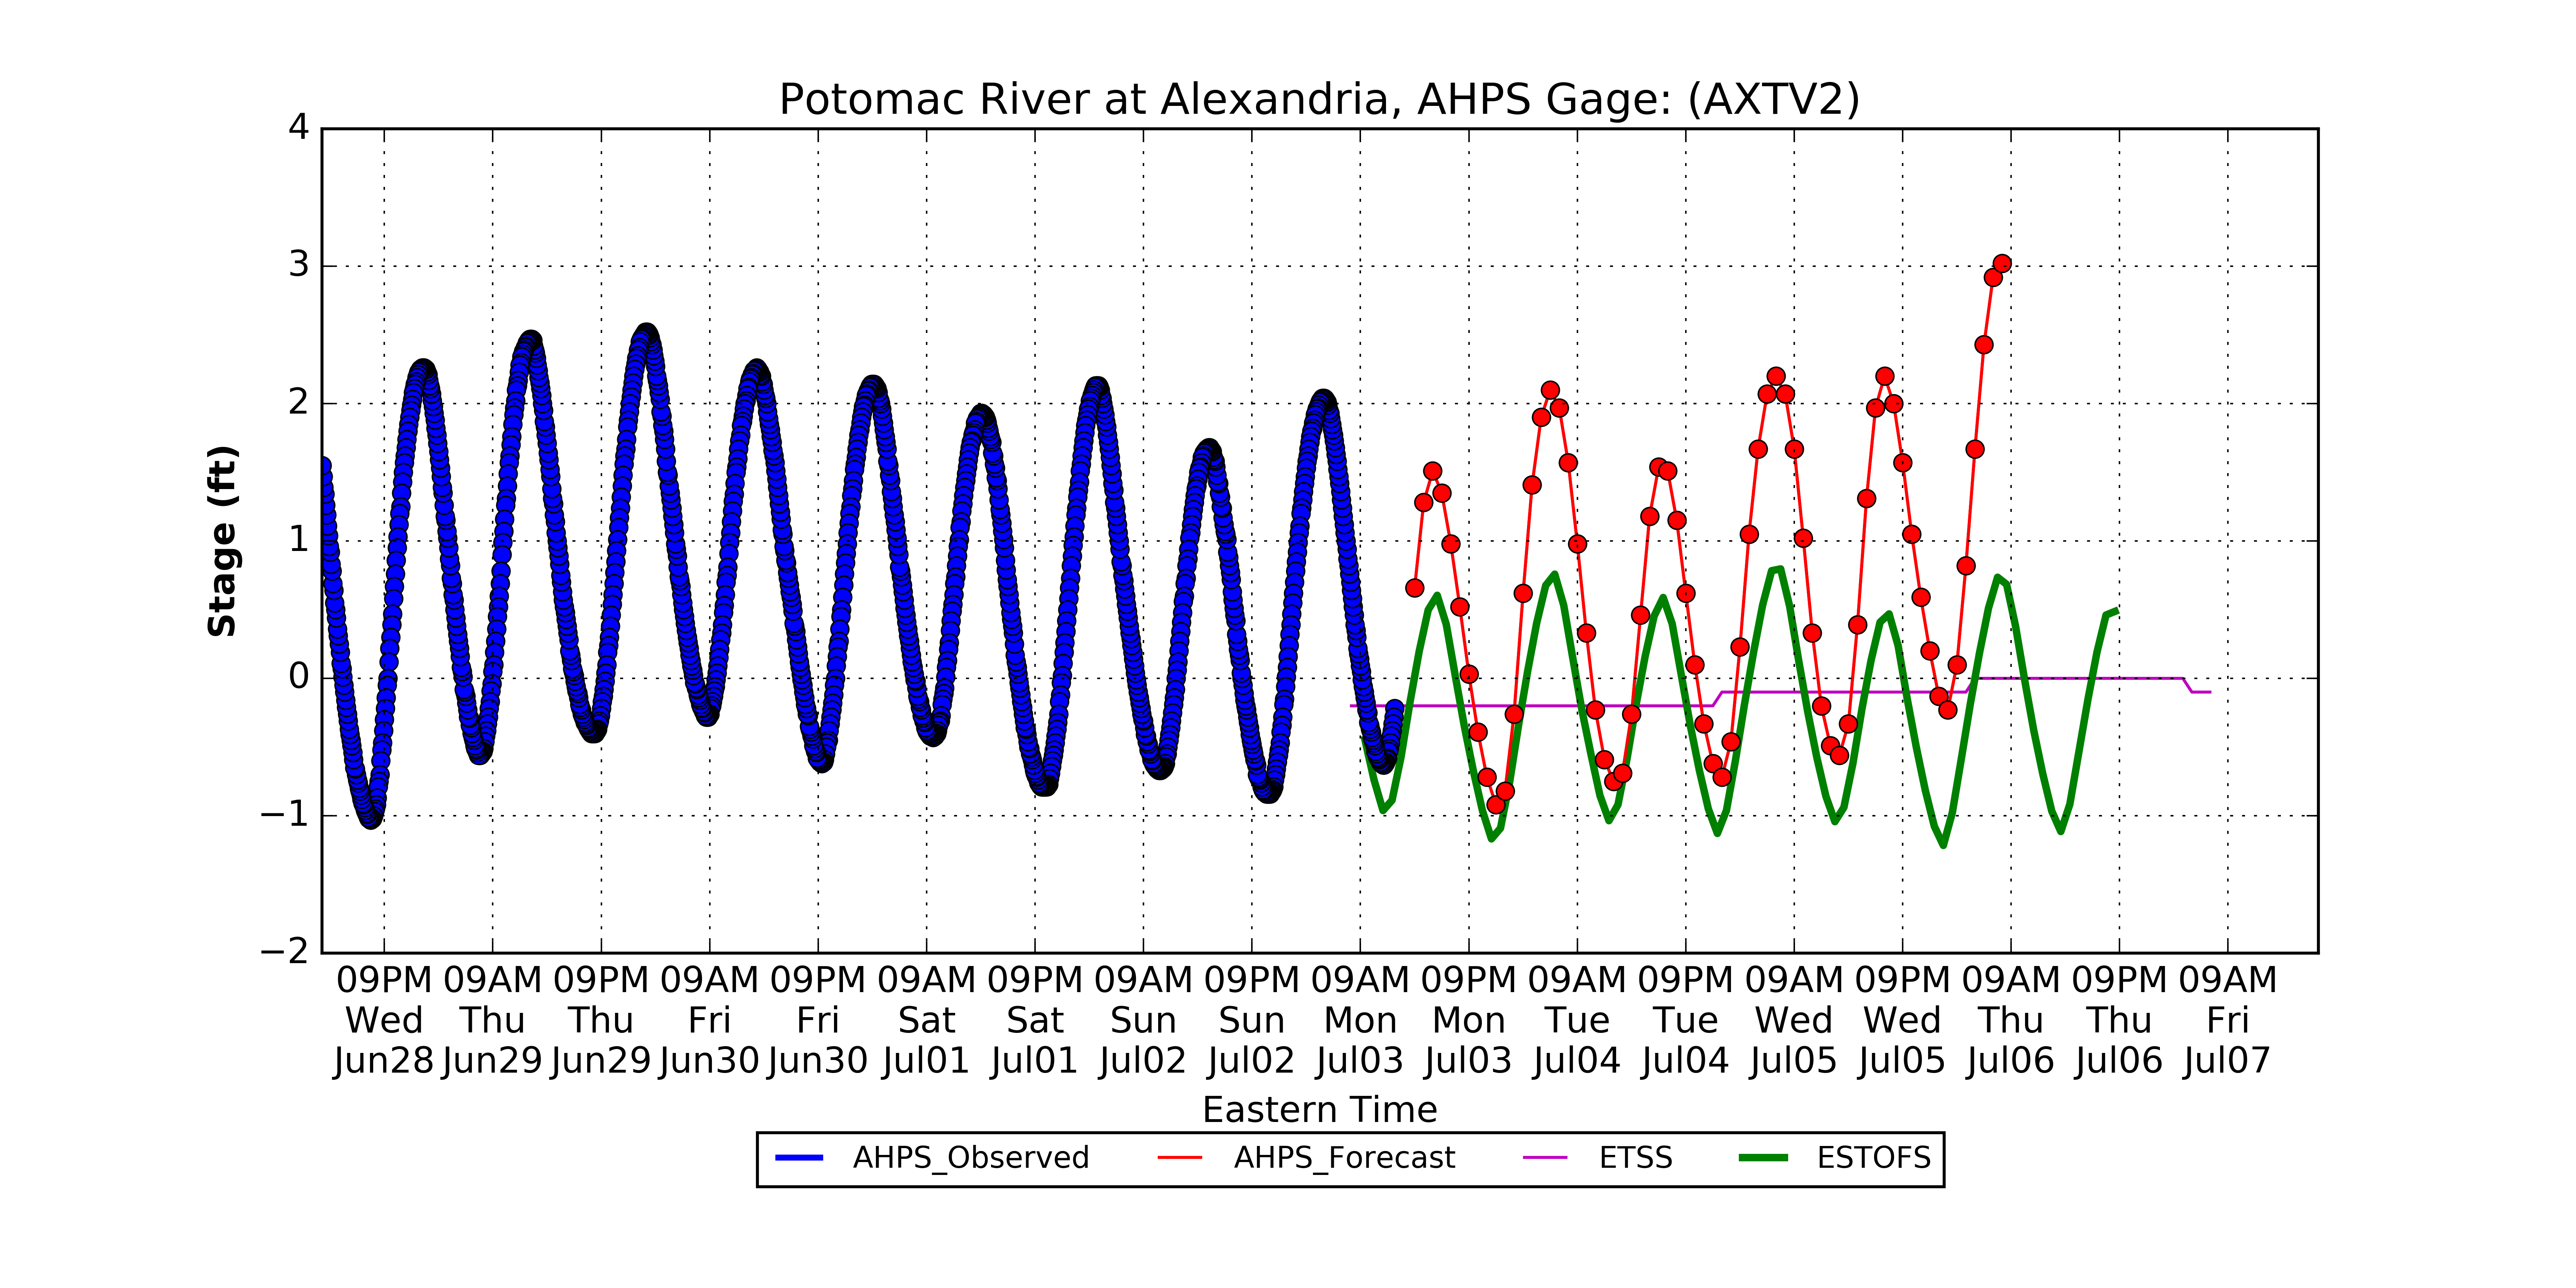 Potomac River at Alexandria, AHPS Gage: (AXTV2)
4
3
2
1
0
−1
−2
Stage (ft)
09PM 09AM 09PM 09AM 09PM 09AM 09PM 09AM 09PM 09AM 09PM 09AM 09PM 09AM 09PM 09AM 09PM 09AM
Wed Thu Thu Fri Fri Sat Sat Sun Sun Mon Mon Tue Tue Wed Wed Thu Thu Fri
Jun28 Jun29 Jun29 Jun30 Jun30 Jul01 Jul01 Jul02 Jul02 Jul03 Jul03 Jul04 Jul04 Jul05 Jul05 Jul06 Jul06 Jul07
Eastern Time
AHPS_Observed AHPS_Forecast ETSS ESTOFS